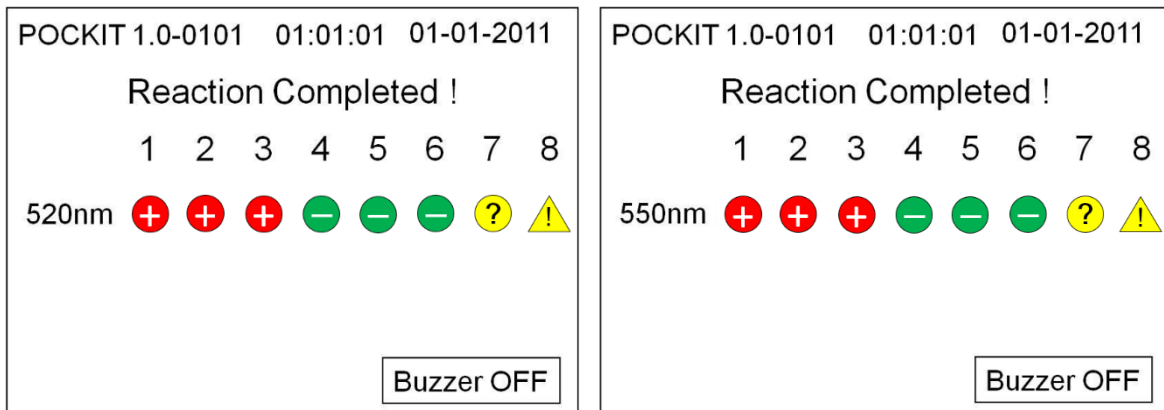 POCKIT 1.0-0101 01:01:01 01-01-2011
Reaction Completed !
1 2 3 4 5 6 7 8
520nm + + + − − − ? !
Buzzer OFF
POCKIT 1.0-0101 01:01:01 01-01-2011
Reaction Completed !
1 2 3 4 5 6 7 8
550nm + + + − − − ? !
Buzzer OFF